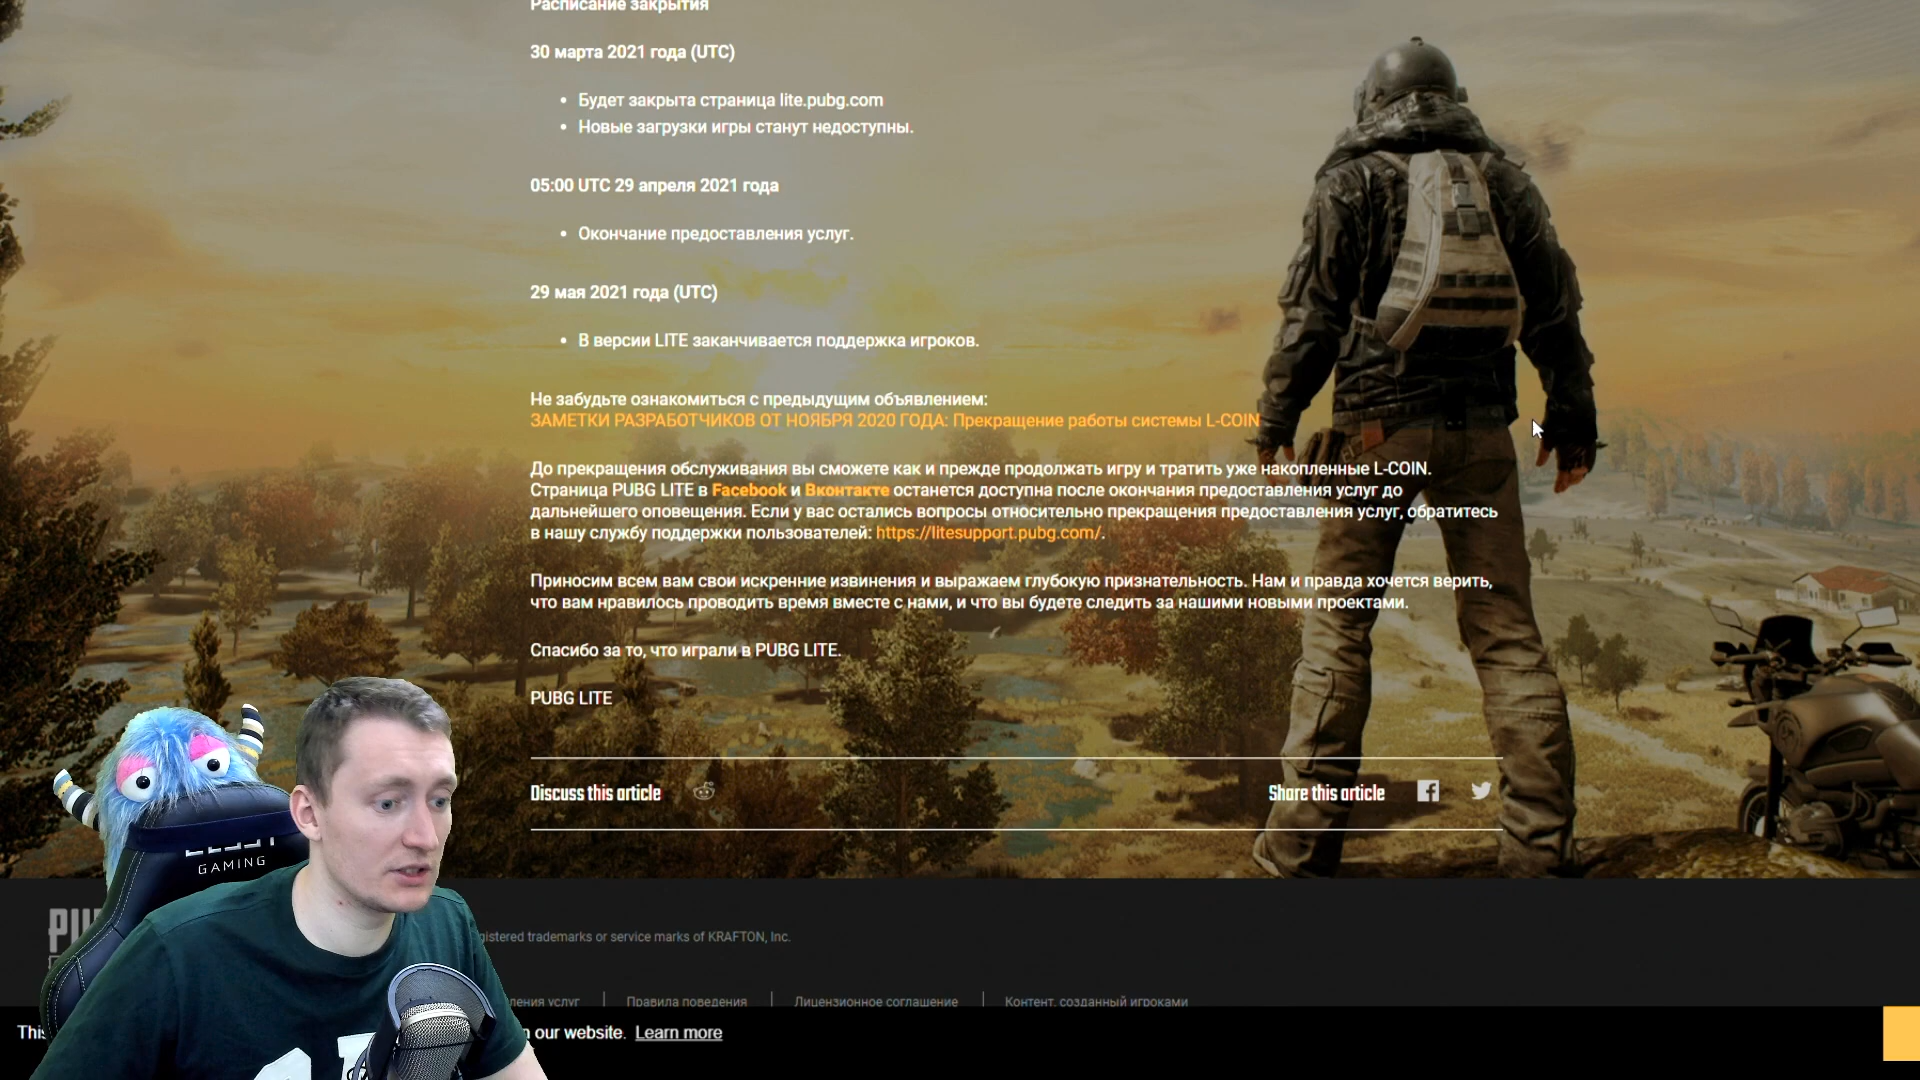 Расписание закрытия
30 марта 2021 года (UTC)
• Будет закрыта страница lite.pubg.com
• Новые загрузки игры станут недоступны.
05:00 UTC 29 апреля 2021 года
• Окончание предоставления услуг.
29 мая 2021 года (UTC)
• В версии LITE заканчивается поддержка игроков.
Не забудьте ознакомиться с предыдущим объявлением:
ЗАМЕТКИ РАЗРАБОТЧИКОВ ОТ НОЯБРЯ 2020 ГОДА: Прекращение работы системы L-COIN
До прекращения обслуживания вы сможете как и прежде продолжать игру и тратить уже накопленные L-COIN.
Страница PUBG LITE в Facebook и Вконтакте останется доступна после окончания предоставления услуг до
дальнейшего оповещения. Если у вас остались вопросы относительно прекращения предоставления услуг, обратитесь
в нашу службу поддержки пользователей: https://litesupport.pubg.com/.
Приносим всем вам свои искренние извинения и выражаем глубокую признательность. Нам и правда хочется верить,
что вам нравилось проводить время вместе с нами, и что вы будете следить за нашими новыми проектами.
Спасибо за то, что играли в PUBG LITE.
PUBG LITE
Discuss this article
Share this article
GAMING
trademarks or service marks of KRAFTON, Inc.
услуг
Правила поведения
Лицензионное соглашение
Контент, созданный игроками
our website. Learn more